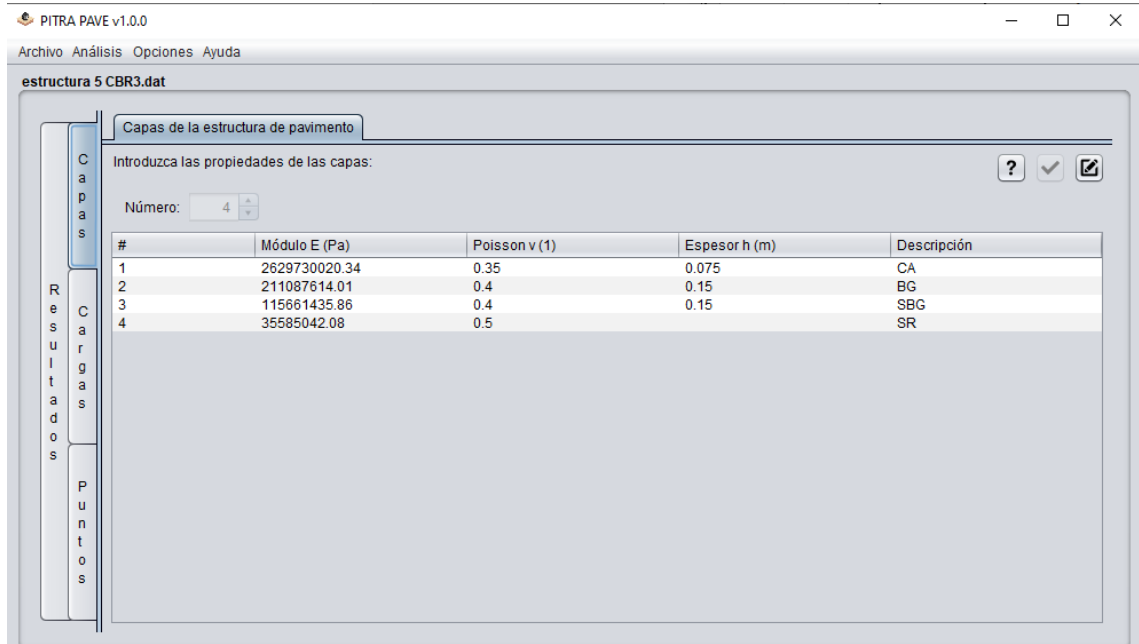 PITRA PAVE v1.0.0
Archivo Análisis Opciones Ayuda
estructura 5 CBR3.dat
Resultados
Capas
Cargas
Puntos
Capas de la estructura de pavimento
Introduzca las propiedades de las capas:
?
Número: 4
# Módulo E (Pa) Poisson v (1) Espesor h (m) Descripción
1 2629730020.34 0.35 0.075 CA
2 211087614.01 0.4 0.15 BG
3 115661435.86 0.4 0.15 SBG
4 35585042.08 0.5 SR